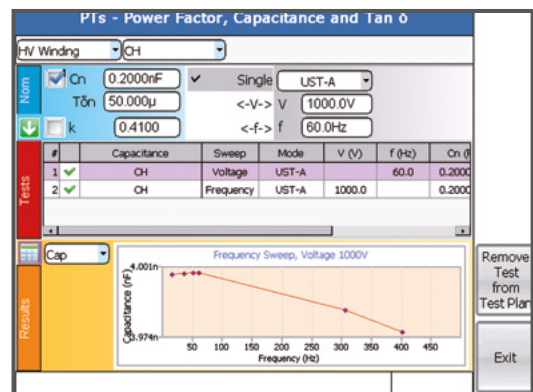 PTs - Power Factor, Capacitance and Tan δ
HV Winding CH
Nom
Cn 0.2000nF Single UST-A
Tδn 50.000µ <-V-> V 1000.0V
k 0.4100 <-f-> f 60.0Hz
Tests
# Capacitance Sweep Mode V (V) f (Hz) Cn (F
1 CH Voltage UST-A 60.0 0.2000
2 CH Frequency UST-A 1000.0 0.2000
Results
Cap
Frequency Sweep, Voltage 1000V
4.001n
Capacitance (nF)
3.974n
50 100 150 200 250 300 350 400 450
Frequency (Hz)
Remove
Test
from
Test Plan
Exit